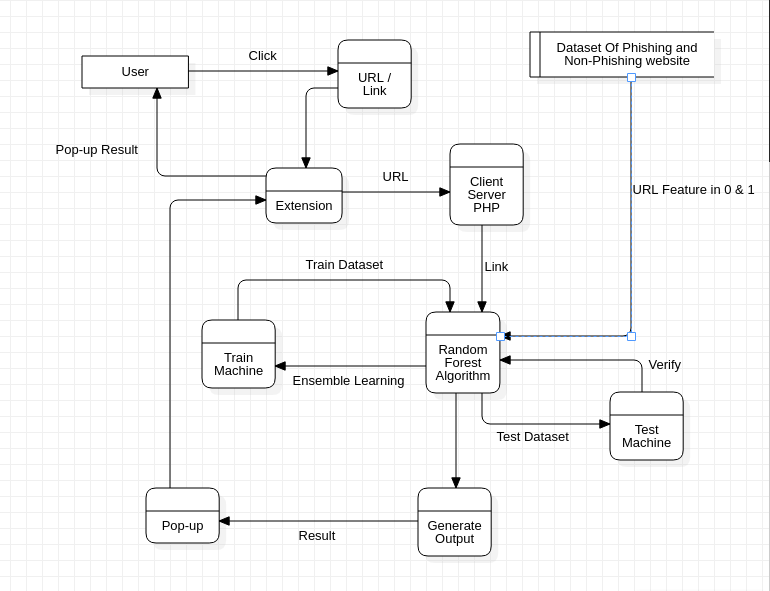 Click
Dataset Of Phishing and
Non-Phishing website
User
URL /
Link
Pop-up Result
URL
URL Feature in 0 & 1
Extension
Client
Server
PHP
Train Dataset
Link
Train
Machine
Random
Forest
Algorithm
Ensemble Learning
Verify
Test Dataset
Test
Machine
Pop-up
Result
Generate
Output